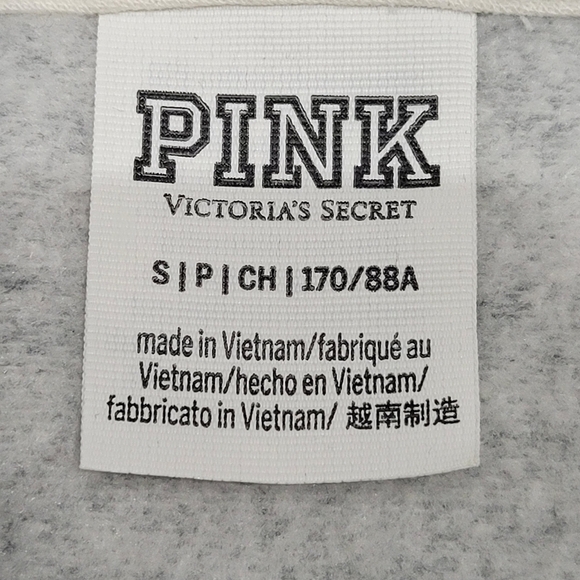 PINK
VICTORIA'S SECRET
S | P | CH | 170/88A
made in Vietnam/fabriqué au
Vietnam/hecho en Vietnam/
fabbricato in Vietnam/ 越南制造